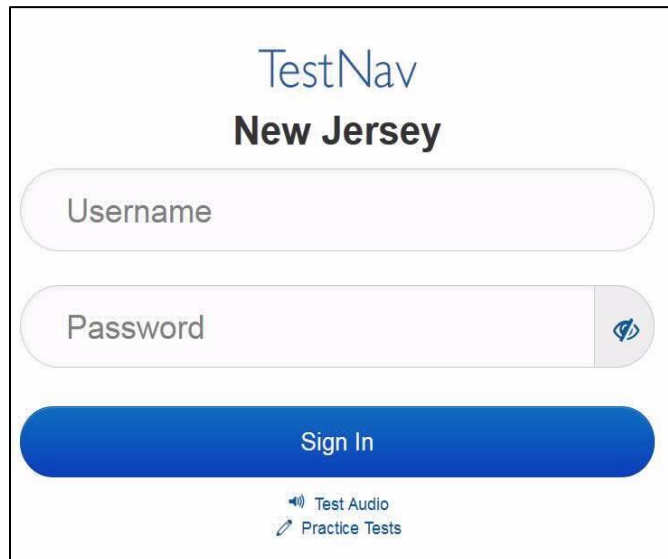 TestNav
New Jersey
Username
Password
Sign In
Test Audio
Practice Tests